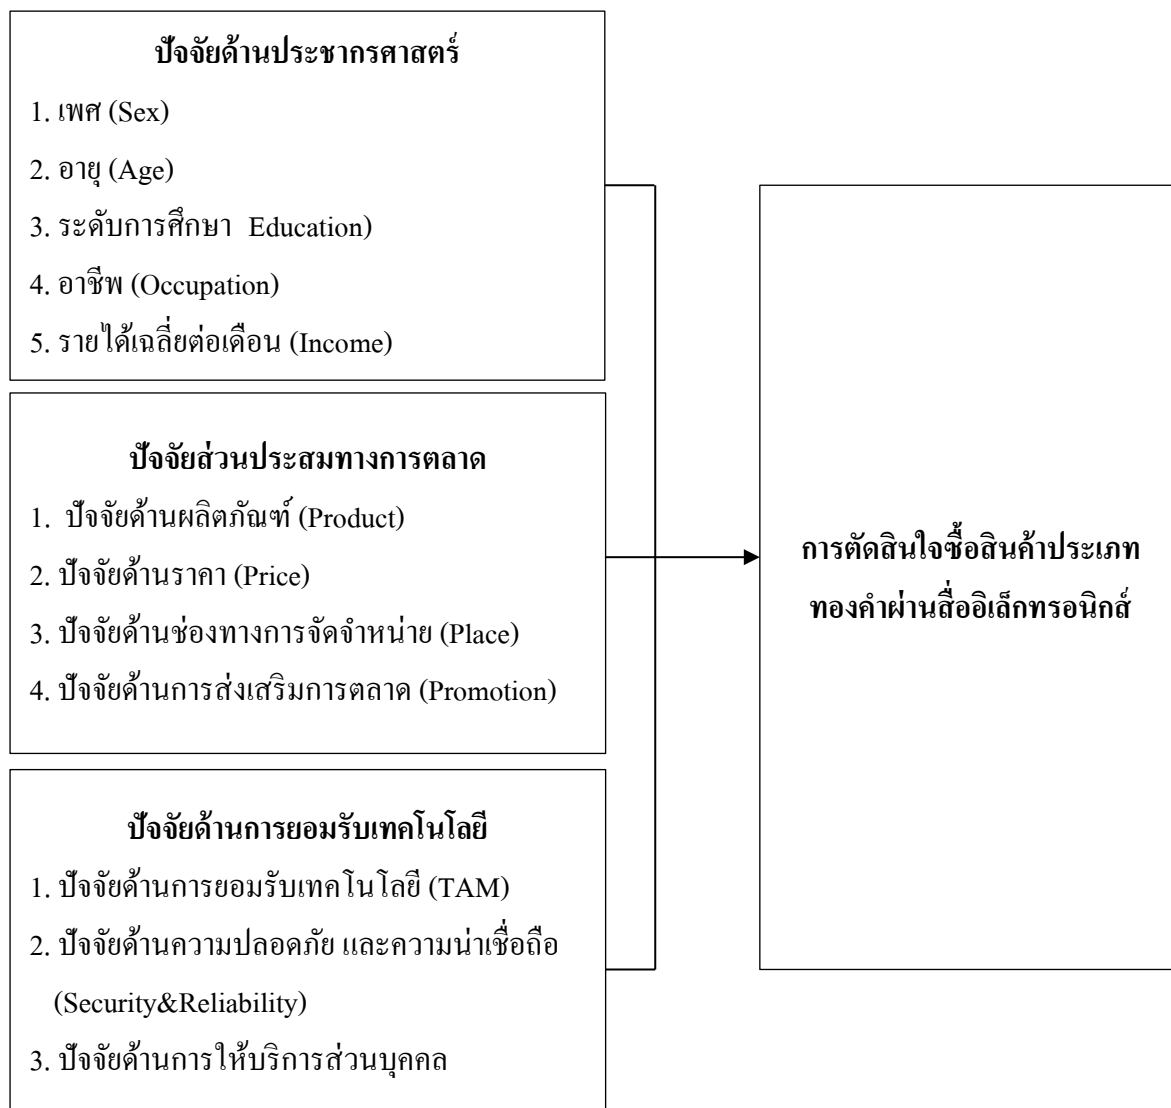 ปัจจัยด้านประชากรศาสตร์
1. เพศ (Sex)
2. อายุ (Age)
3. ระดับการศึกษา Education)
4. อาชีพ (Occupation)
5. รายได้เฉลี่ยต่อเดือน (Income)
ปัจจัยส่วนประสมทางการตลาด
1. ปัจจัยด้านผลิตภัณฑ์ (Product)
2. ปัจจัยด้านราคา (Price)
3. ปัจจัยด้านช่องทางการจัดจำหน่าย (Place)
4. ปัจจัยด้านการส่งเสริมการตลาด (Promotion)
ปัจจัยด้านการยอมรับเทคโนโลยี
1. ปัจจัยด้านการยอมรับเทคโนโลยี (TAM)
2. ปัจจัยด้านความปลอดภัย และความน่าเชื่อถือ
(Security&Reliability)
3. ปัจจัยด้านการให้บริการส่วนบุคคล
การตัดสินใจซื้อสินค้าประเภท
ทองคำผ่านสื่ออิเล็กทรอนิกส์